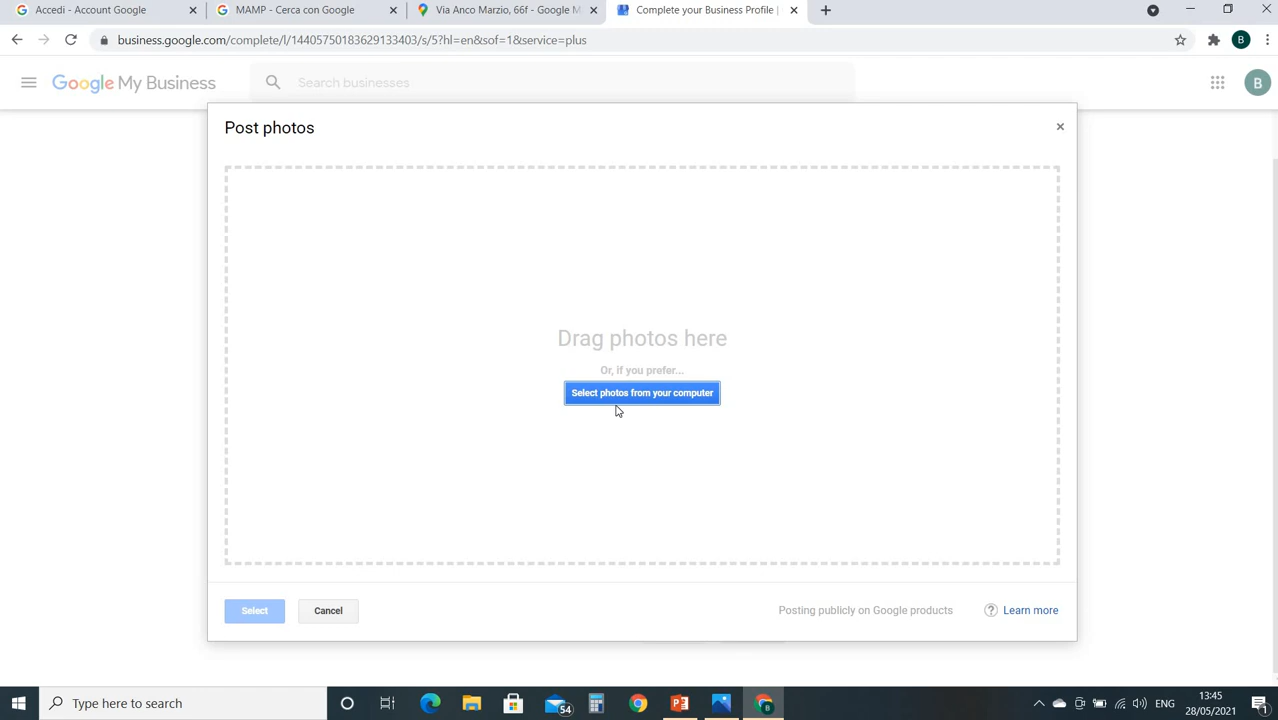 Accedi - Account Google
MAMP - Cerca con Google
Via Anco Marzio, 66f - Google M
Complete your Business Profile |
business.google.com/complete/l/14405750183629133403/s/5?hl=en&sof=1&service=plus
B
Google My Business
Search businesses
B
Post photos
Drag photos here
Or, if you prefer...
Select photos from your computer
Select
Cancel
Posting publicly on Google products
? Learn more
Type here to search
54
B
ENG
13:45
28/05/2021
1